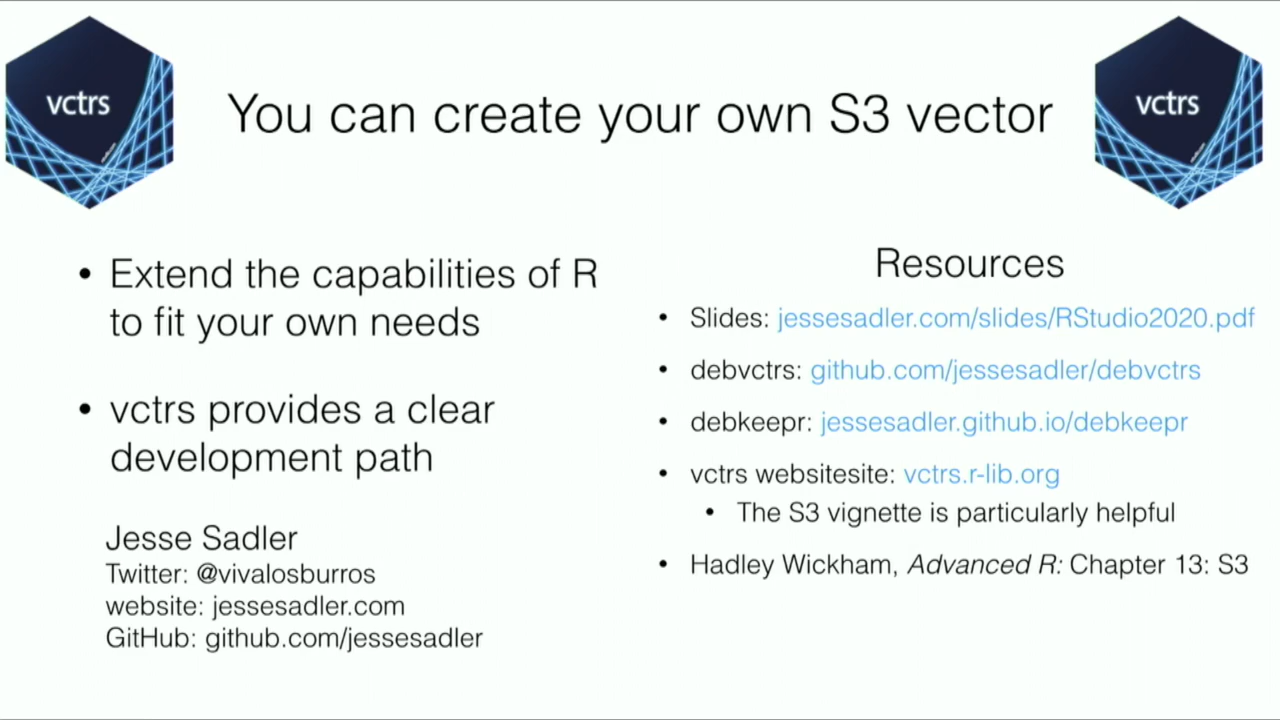 vctrs
vctrs
You can create your own S3 vector
• Extend the capabilities of R
to fit your own needs
• vctrs provides a clear
development path
Jesse Sadler
Twitter: @vivalosburros
website: jessesadler.com
GitHub: github.com/jessesadler
Resources
• Slides: jessesadler.com/slides/RStudio2020.pdf
• debvctrs: github.com/jessesadler/debvctrs
• debkeepr: jessesadler.github.io/debkeepr
• vctrs websitesite: vctrs.r-lib.org
• The S3 vignette is particularly helpful
• Hadley Wickham, Advanced R: Chapter 13: S3